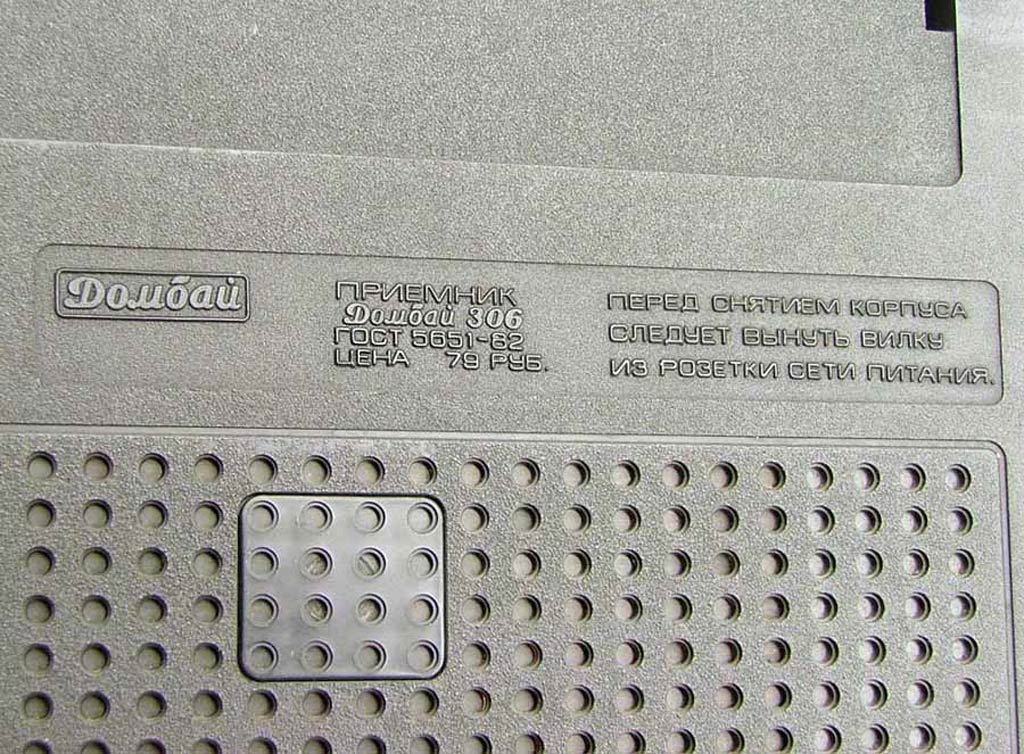 Домбай
ПРИЕМНИК
Домбай 306
ГОСТ 5651-82
ЦЕНА 79 РУБ.
ПЕРЕД СНЯТИЕМ КОРПУСА
СЛЕДУЕТ ВЫНУТЬ ВИЛКУ
ИЗ РОЗЕТКИ СЕТИ ПИТАНИЯ.